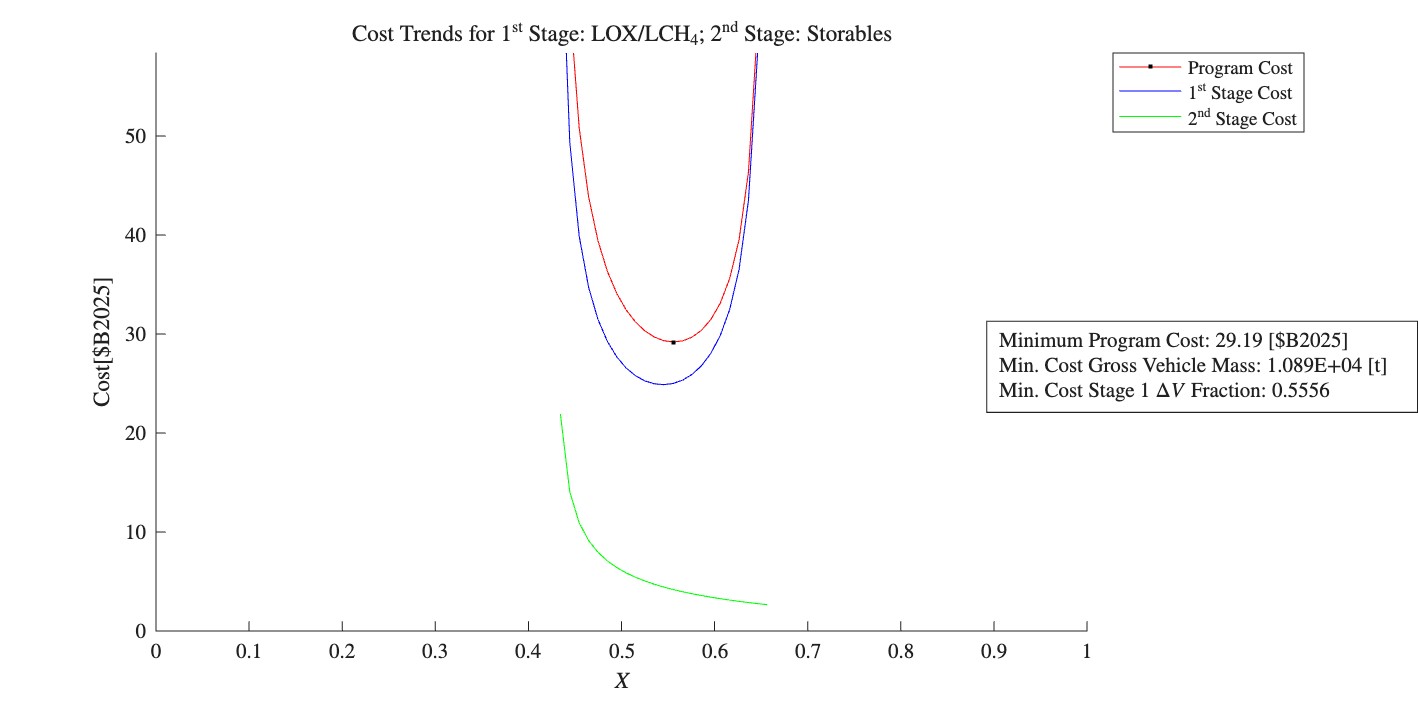 Cost Trends for 1st Stage: LOX/LCH₄; 2nd Stage: Storables
Program Cost
1st Stage Cost
2nd Stage Cost
Cost[$B2025]
50
40
30
20
10
0
Minimum Program Cost: 29.19 [$B2025]
Min. Cost Gross Vehicle Mass: 1.089E+04 [t]
Min. Cost Stage 1 ΔV Fraction: 0.5556
0 0.1 0.2 0.3 0.4 0.5 0.6 0.7 0.8 0.9 1
X